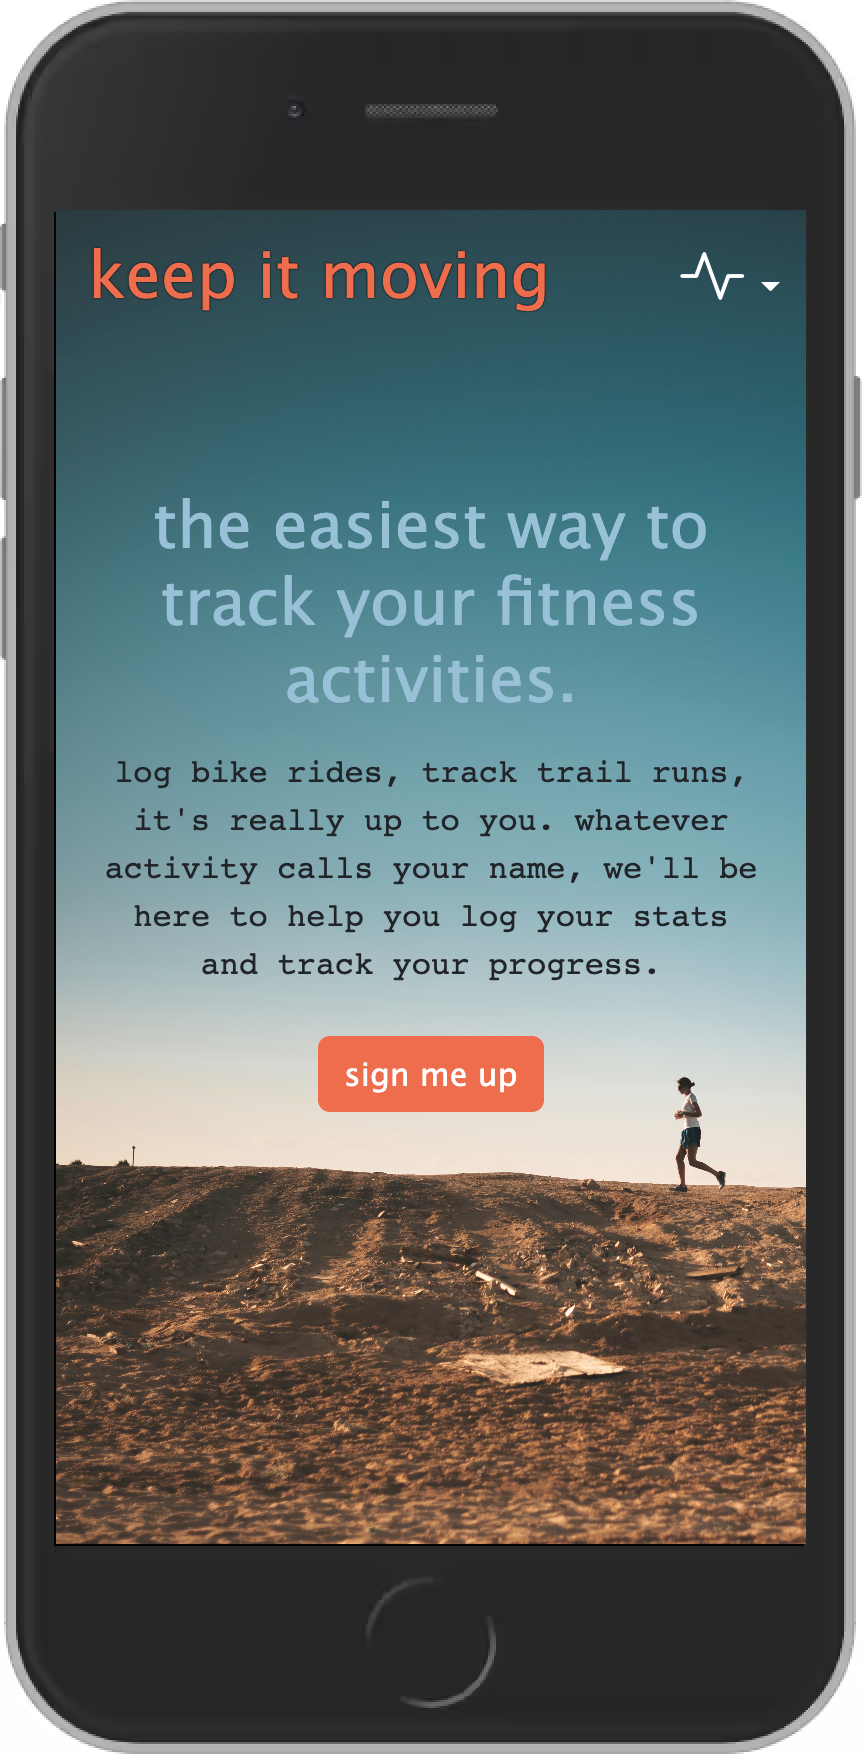 keep it moving
the easiest way to
track your fitness
activities.
log bike rides, track trail runs,
it's really up to you. whatever
activity calls your name, we'll be
here to help you log your stats
and track your progress.
sign me up